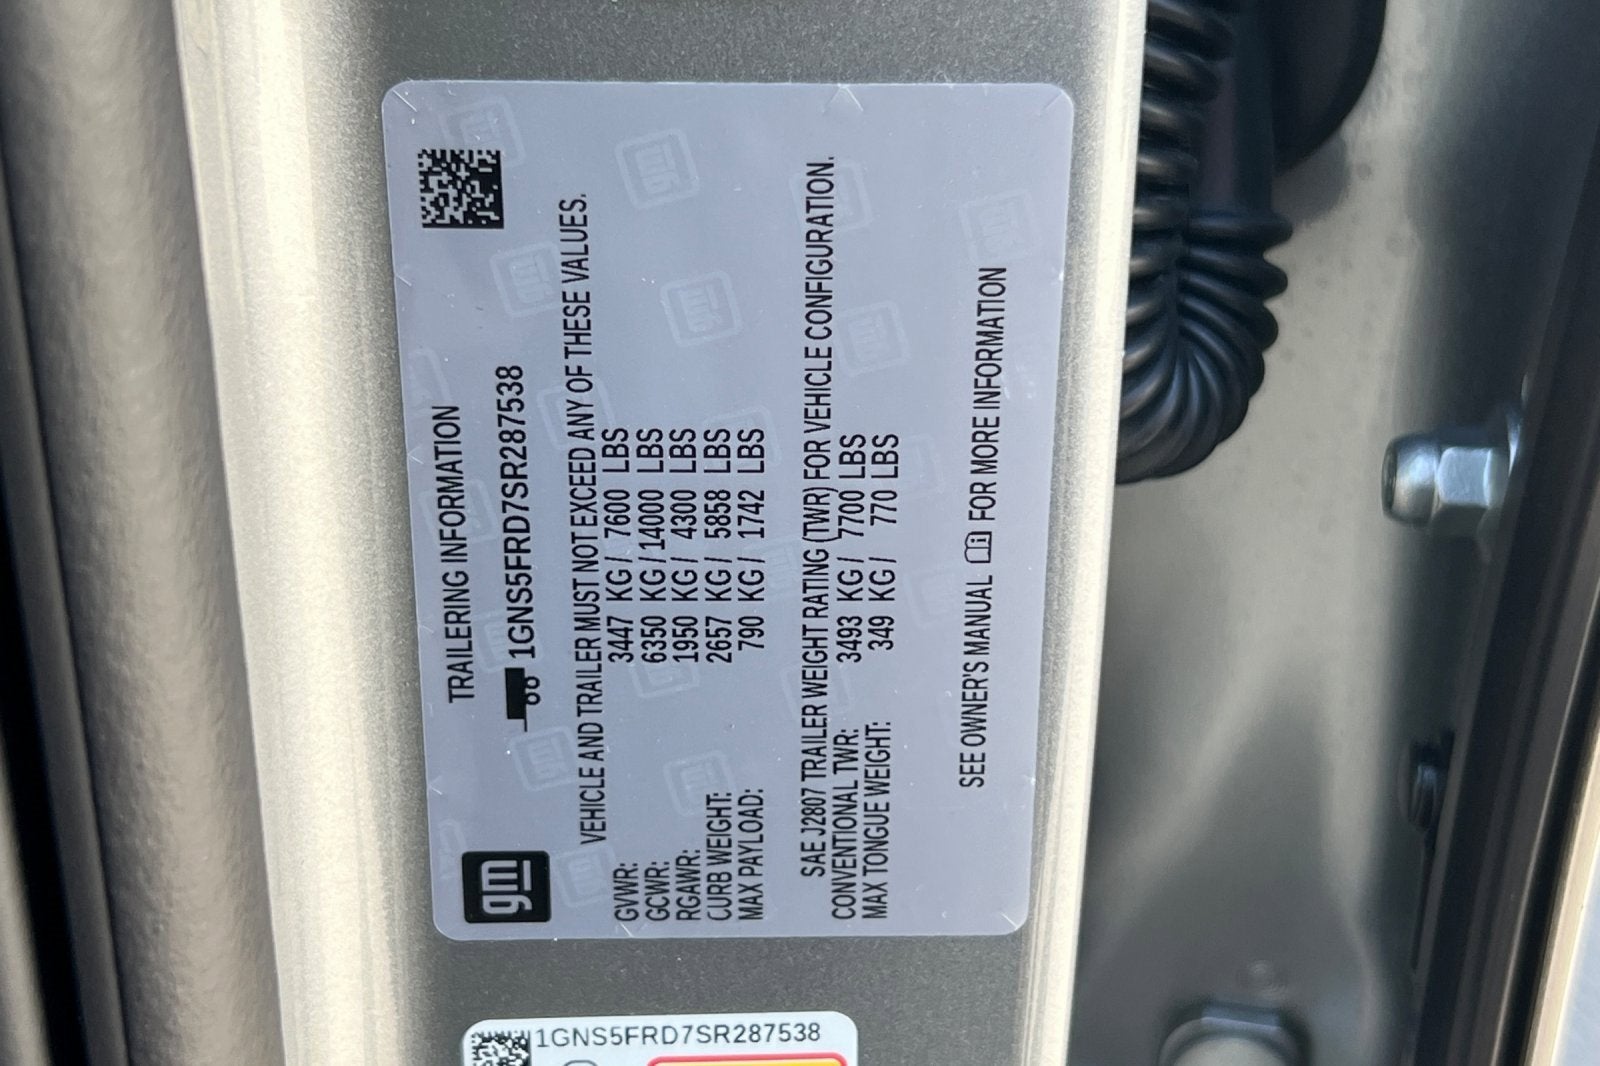 gm
TRAILERING INFORMATION
1GNS5FRD7SR287538
VEHICLE AND TRAILER MUST NOT EXCEED ANY OF THESE VALUES.
GVWR: 3447 KG / 7600 LBS
GCWR: 6350 KG / 14000 LBS
RGAWR: 1950 KG / 4300 LBS
CURB WEIGHT: 2657 KG / 5858 LBS
MAX PAYLOAD: 790 KG / 1742 LBS
SAE J2807 TRAILER WEIGHT RATING (TWR) FOR VEHICLE CONFIGURATION.
CONVENTIONAL TWR: 3493 KG / 7700 LBS
MAX TONGUE WEIGHT: 349 KG / 770 LBS
SEE OWNER'S MANUAL FOR MORE INFORMATION
1GNS5FRD7SR287538